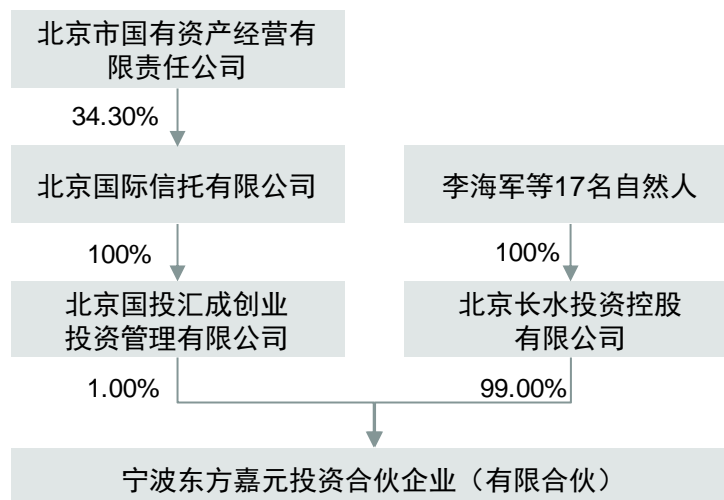 北京市国有资产经营有
限责任公司
34.30%
北京国际信托有限公司
李海军等17名自然人
100%
100%
北京国投汇成创业
投资管理有限公司
北京长水投资控股
有限公司
1.00%
99.00%
宁波东方嘉元投资合伙企业（有限合伙）